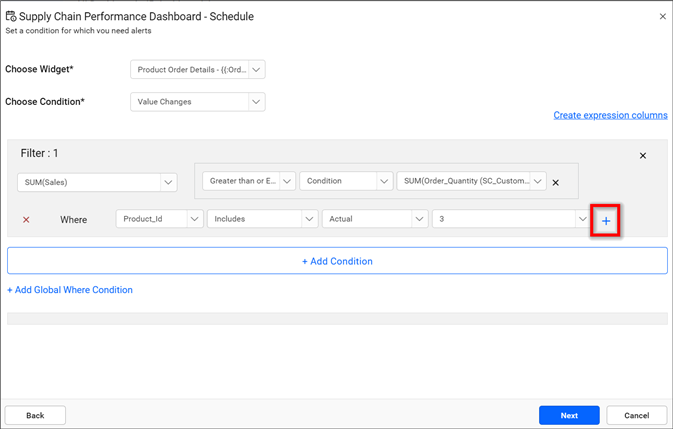 Supply Chain Performance Dashboard - Schedule
Set a condition for which you need alerts
Choose Widget*
Product Order Details - {{:Ord...
Choose Condition*
Value Changes
Create expression columns
Filter : 1
SUM(Sales)
Greater than or E...
Condition
SUM(Order_Quantity (SC_Custom...
Where
Product_Id
Includes
Actual
3
+
+ Add Condition
+ Add Global Where Condition
Back
Next
Cancel